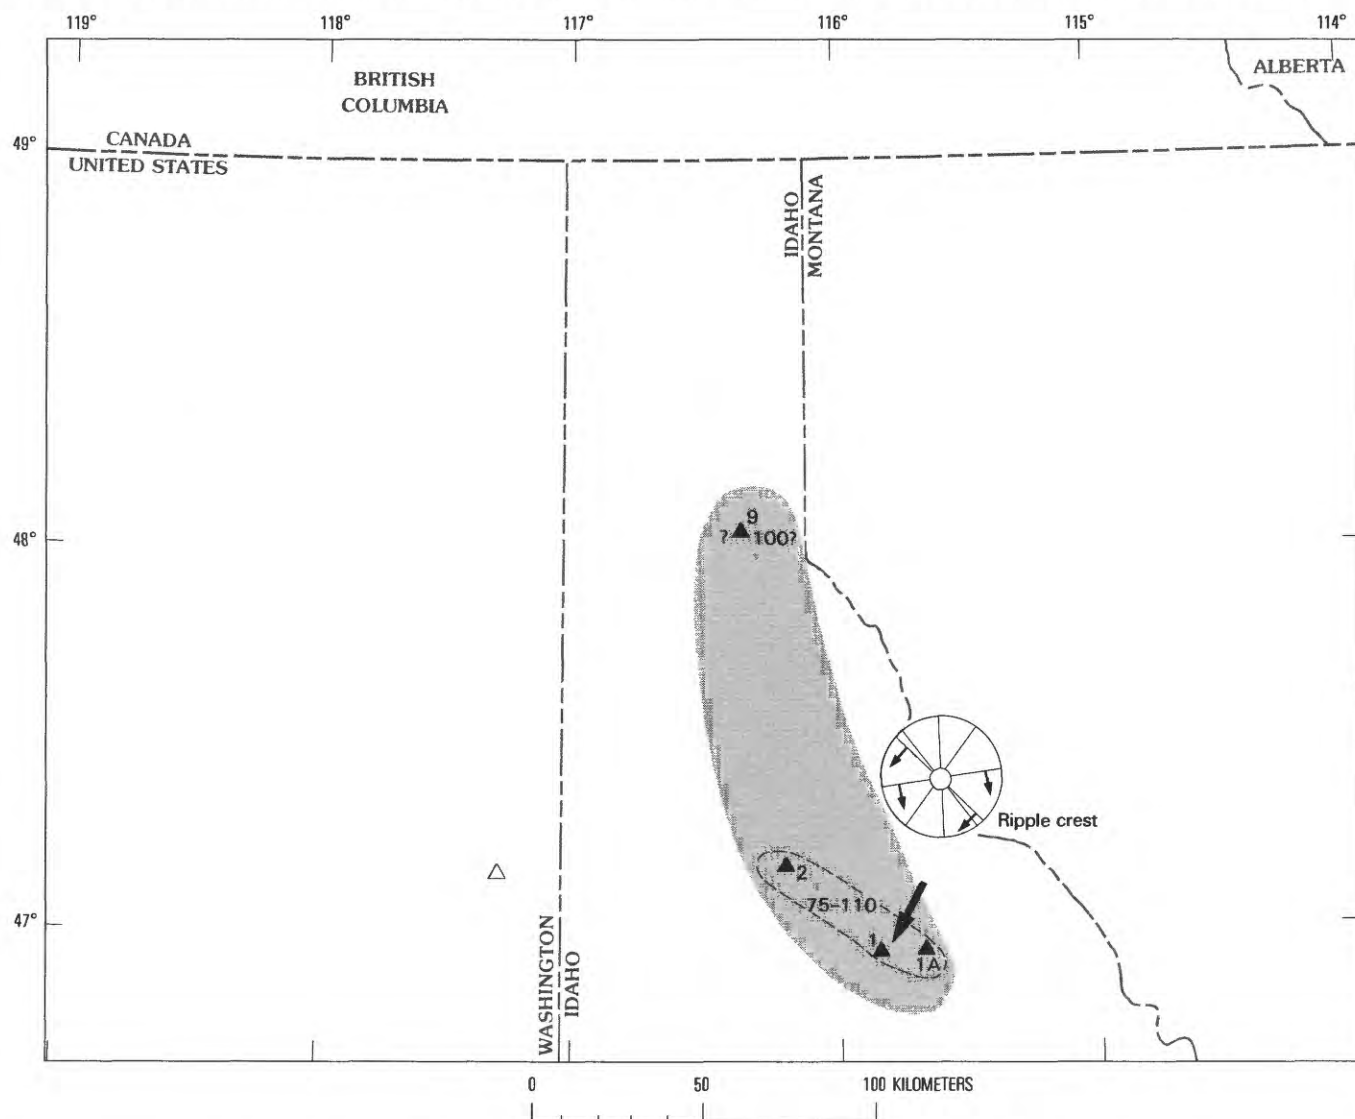 119° 118° 117° 116° 115° 114°
BRITISH
COLUMBIA
ALBERTA
49°
CANADA
UNITED STATES
IDAHO
MONTANA
9
48°
? 100?
Ripple crest
2
75–110
47°
1
1A
WASHINGTON
IDAHO
0 50 100 KILOMETERS